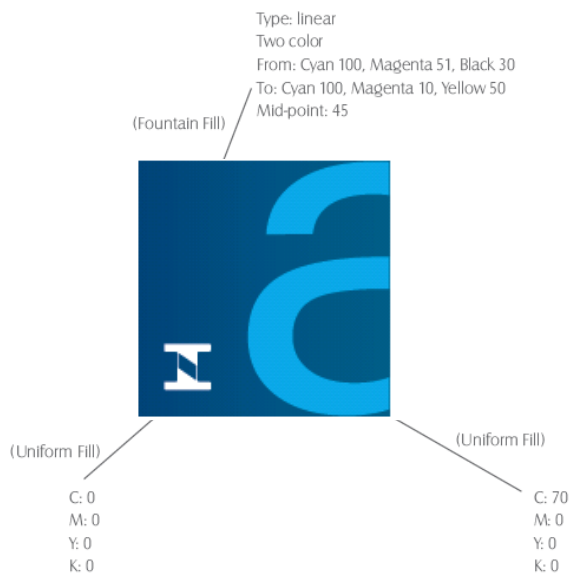 Type: linear
Two color
From: Cyan 100, Magenta 51, Black 30
To: Cyan 100, Magenta 10, Yellow 50
Mid-point: 45
(Fountain Fill)
a
(Uniform Fill)
C: 0
M: 0
Y: 0
K: 0
(Uniform Fill)
C: 70
M: 0
Y: 0
K: 0